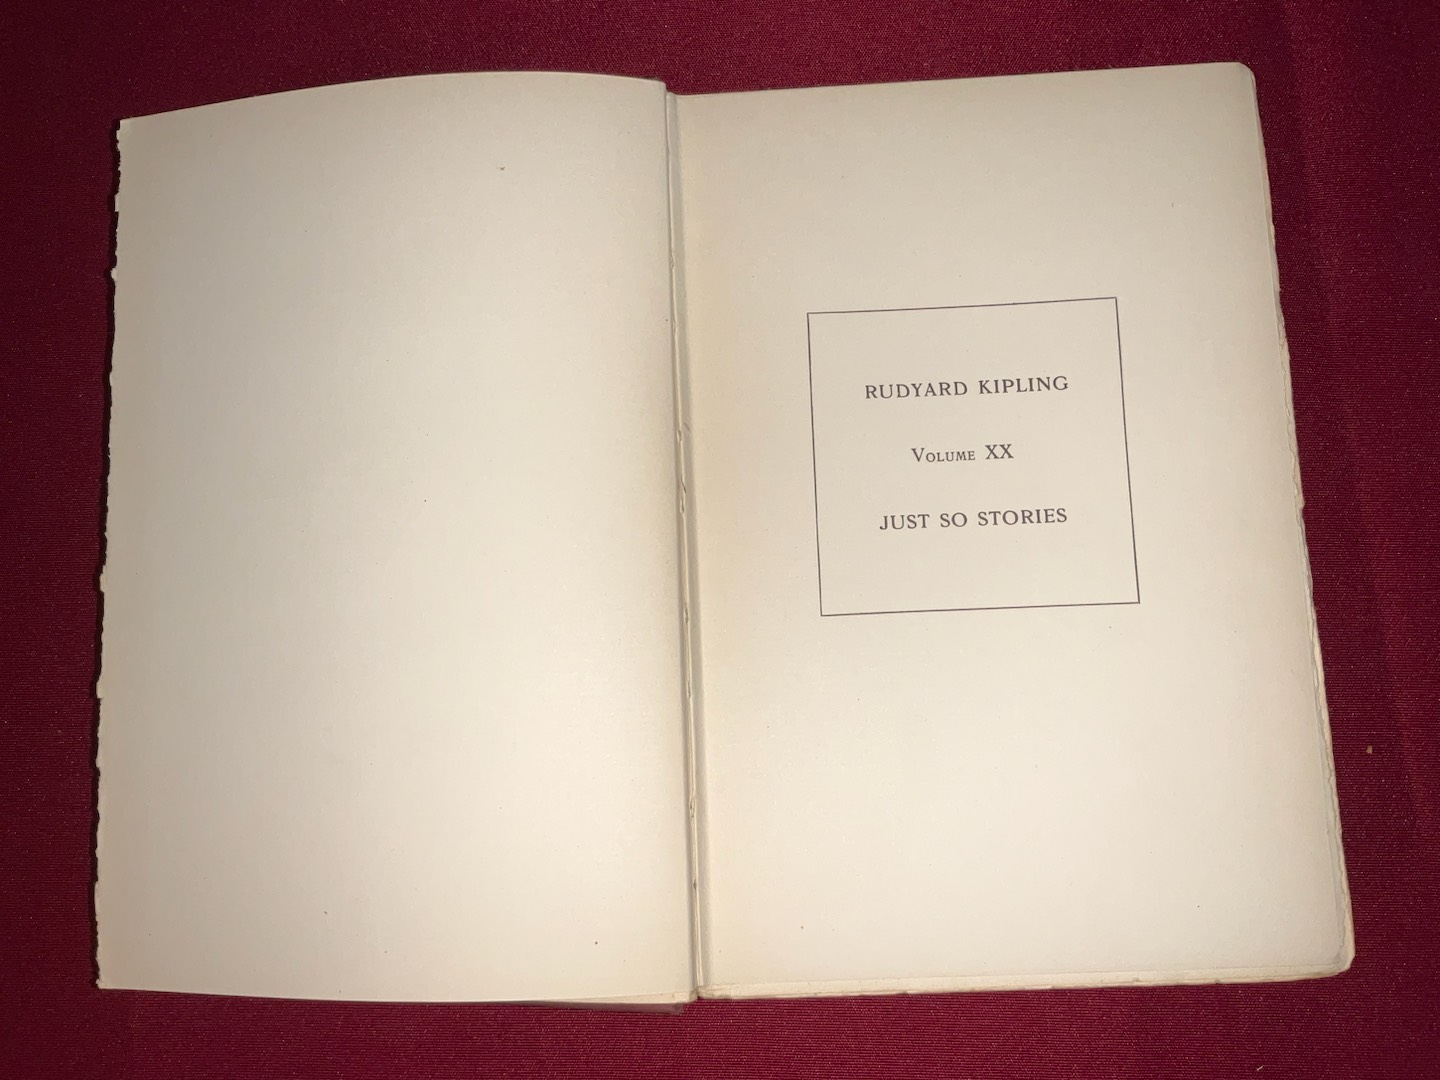 RUDYARD KIPLING
Volume XX
JUST SO STORIES